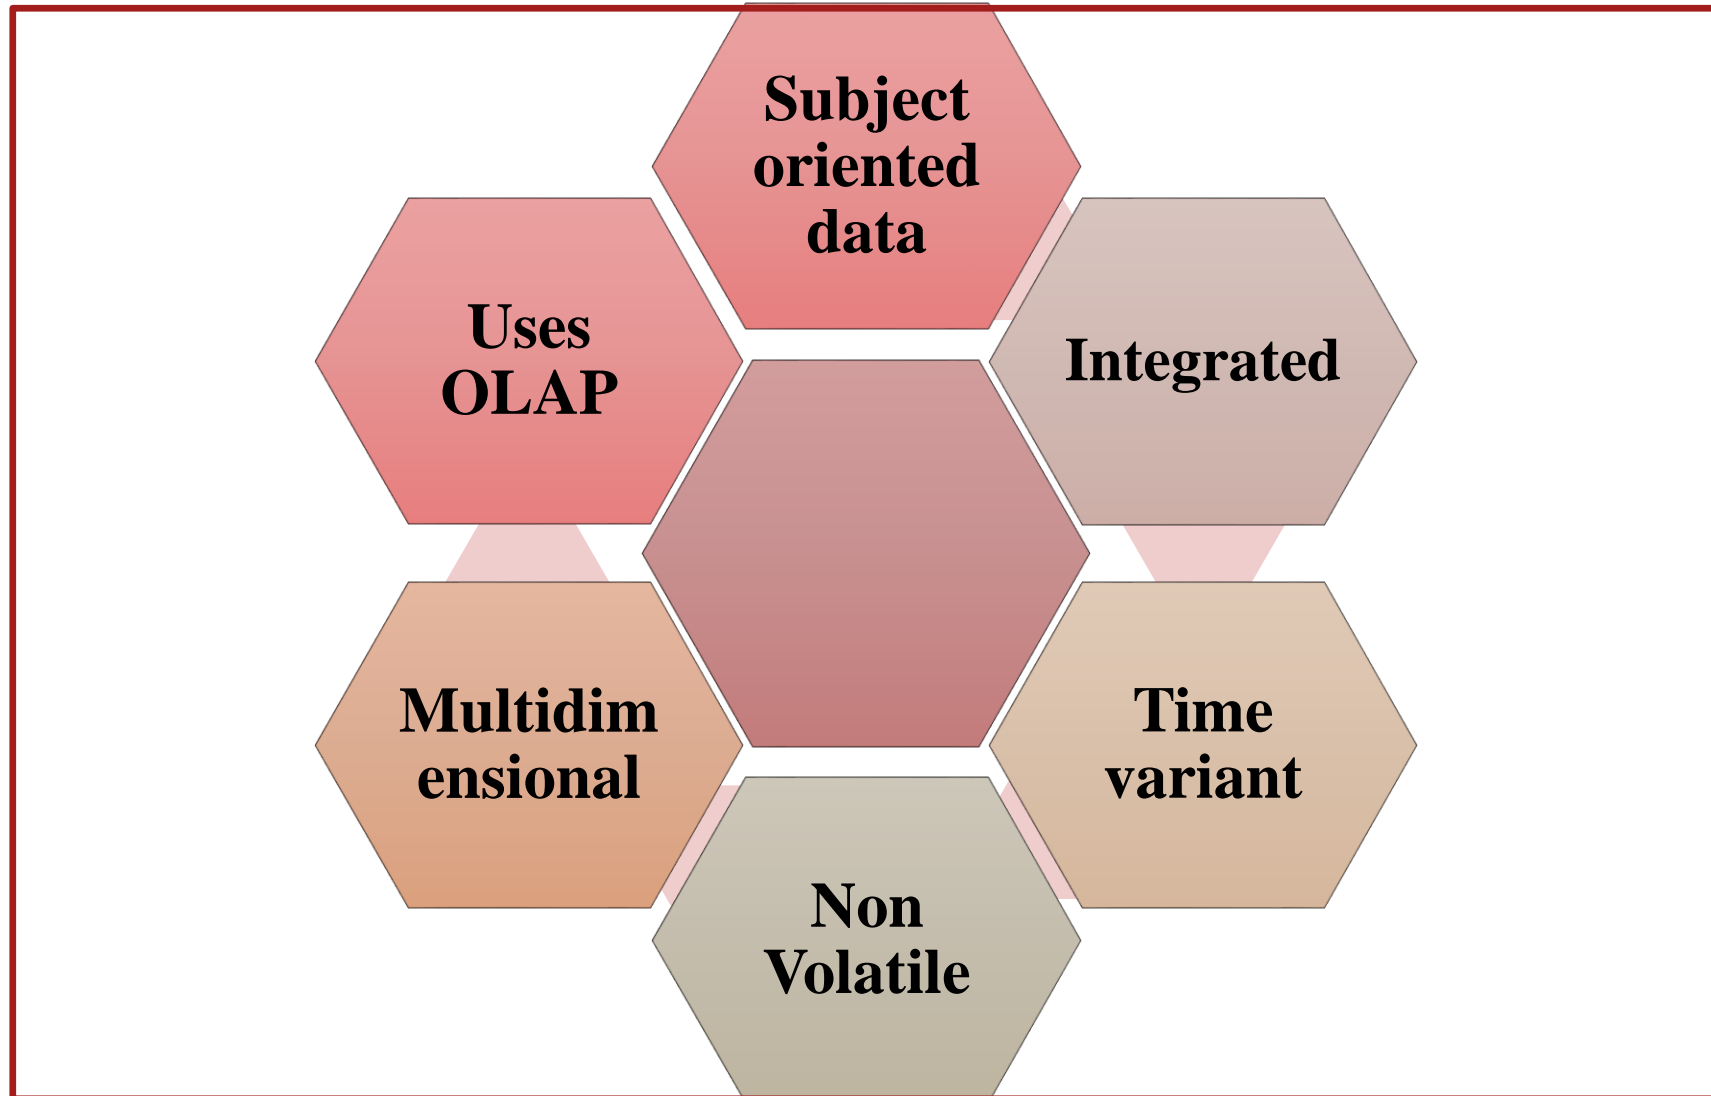 Subject
oriented
data
Integrated
Time
variant
Non
Volatile
Multidim
ensional
Uses
OLAP